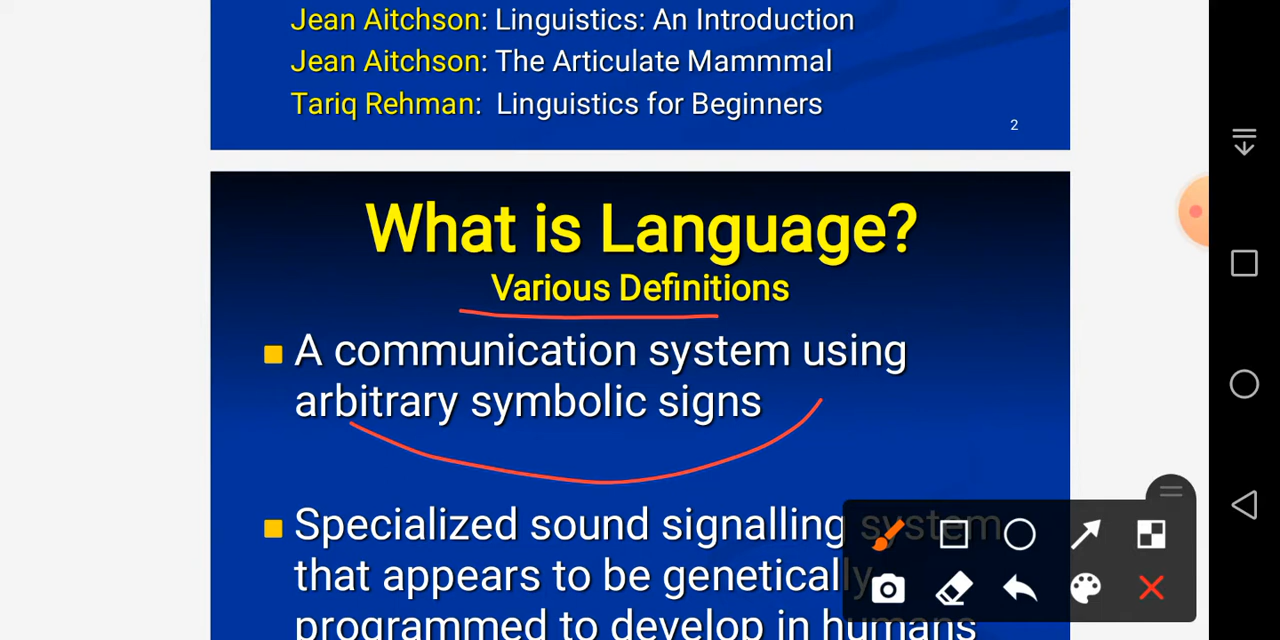 Jean Aitchson: Linguistics: An Introduction
Jean Aitchson: The Articulate Mammmal
Tariq Rehman: Linguistics for Beginners
2
What is Language?
Various Definitions
A communication system using
arbitrary symbolic signs
Specialized sound signalling system
that appears to be genetically
programmed to develop in humans